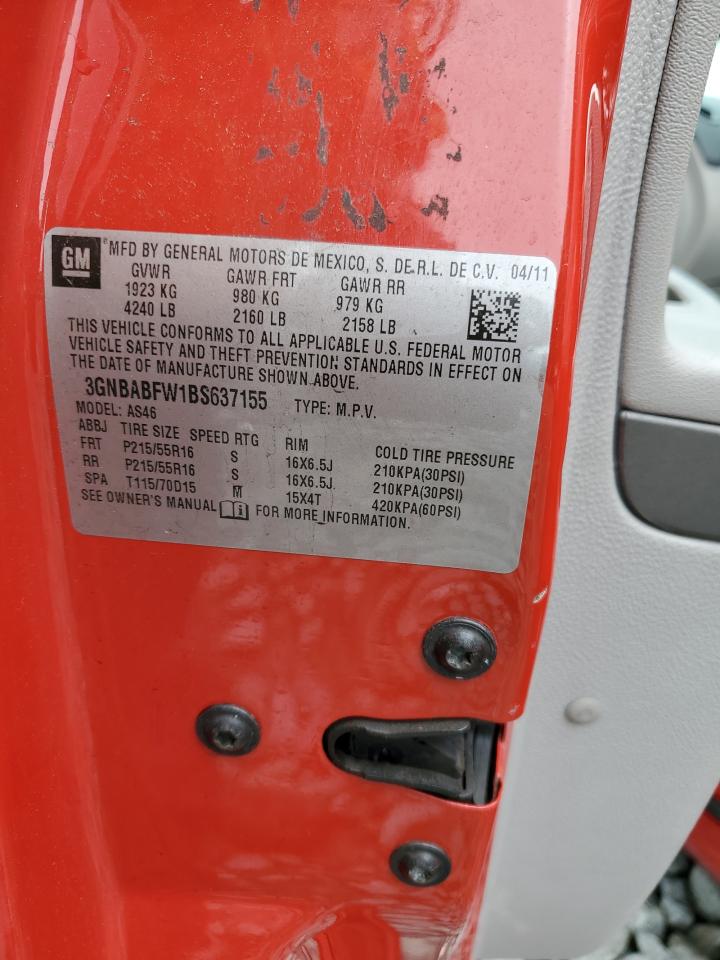 GM
®MFD BY GENERAL MOTORS DE MEXICO, S. DE.R.L. DE C.V. 04/11
GVWR GAWR FRT GAWR RR
1923 KG 980 KG 979 KG
4240 LB 2160 LB 2158 LB
THIS VEHICLE CONFORMS TO ALL APPLICABLE U.S. FEDERAL MOTOR
VEHICLE SAFETY AND THEFT PREVENTION STANDARDS IN EFFECT ON
THE DATE OF MANUFACTURE SHOWN ABOVE.
3GNBABFW1BS637155 TYPE: M.P.V.
MODEL: AS46
ABBJ TIRE SIZE SPEED RTG RIM COLD TIRE PRESSURE
FRT P215/55R16 S 16X6.5J 210KPA(30PSI)
RR P215/55R16 S 16X6.5J 210KPA(30PSI)
SPA T115/70D15 M 15X4T 420KPA(60PSI)
SEE OWNER'S MANUAL FOR MORE INFORMATION.